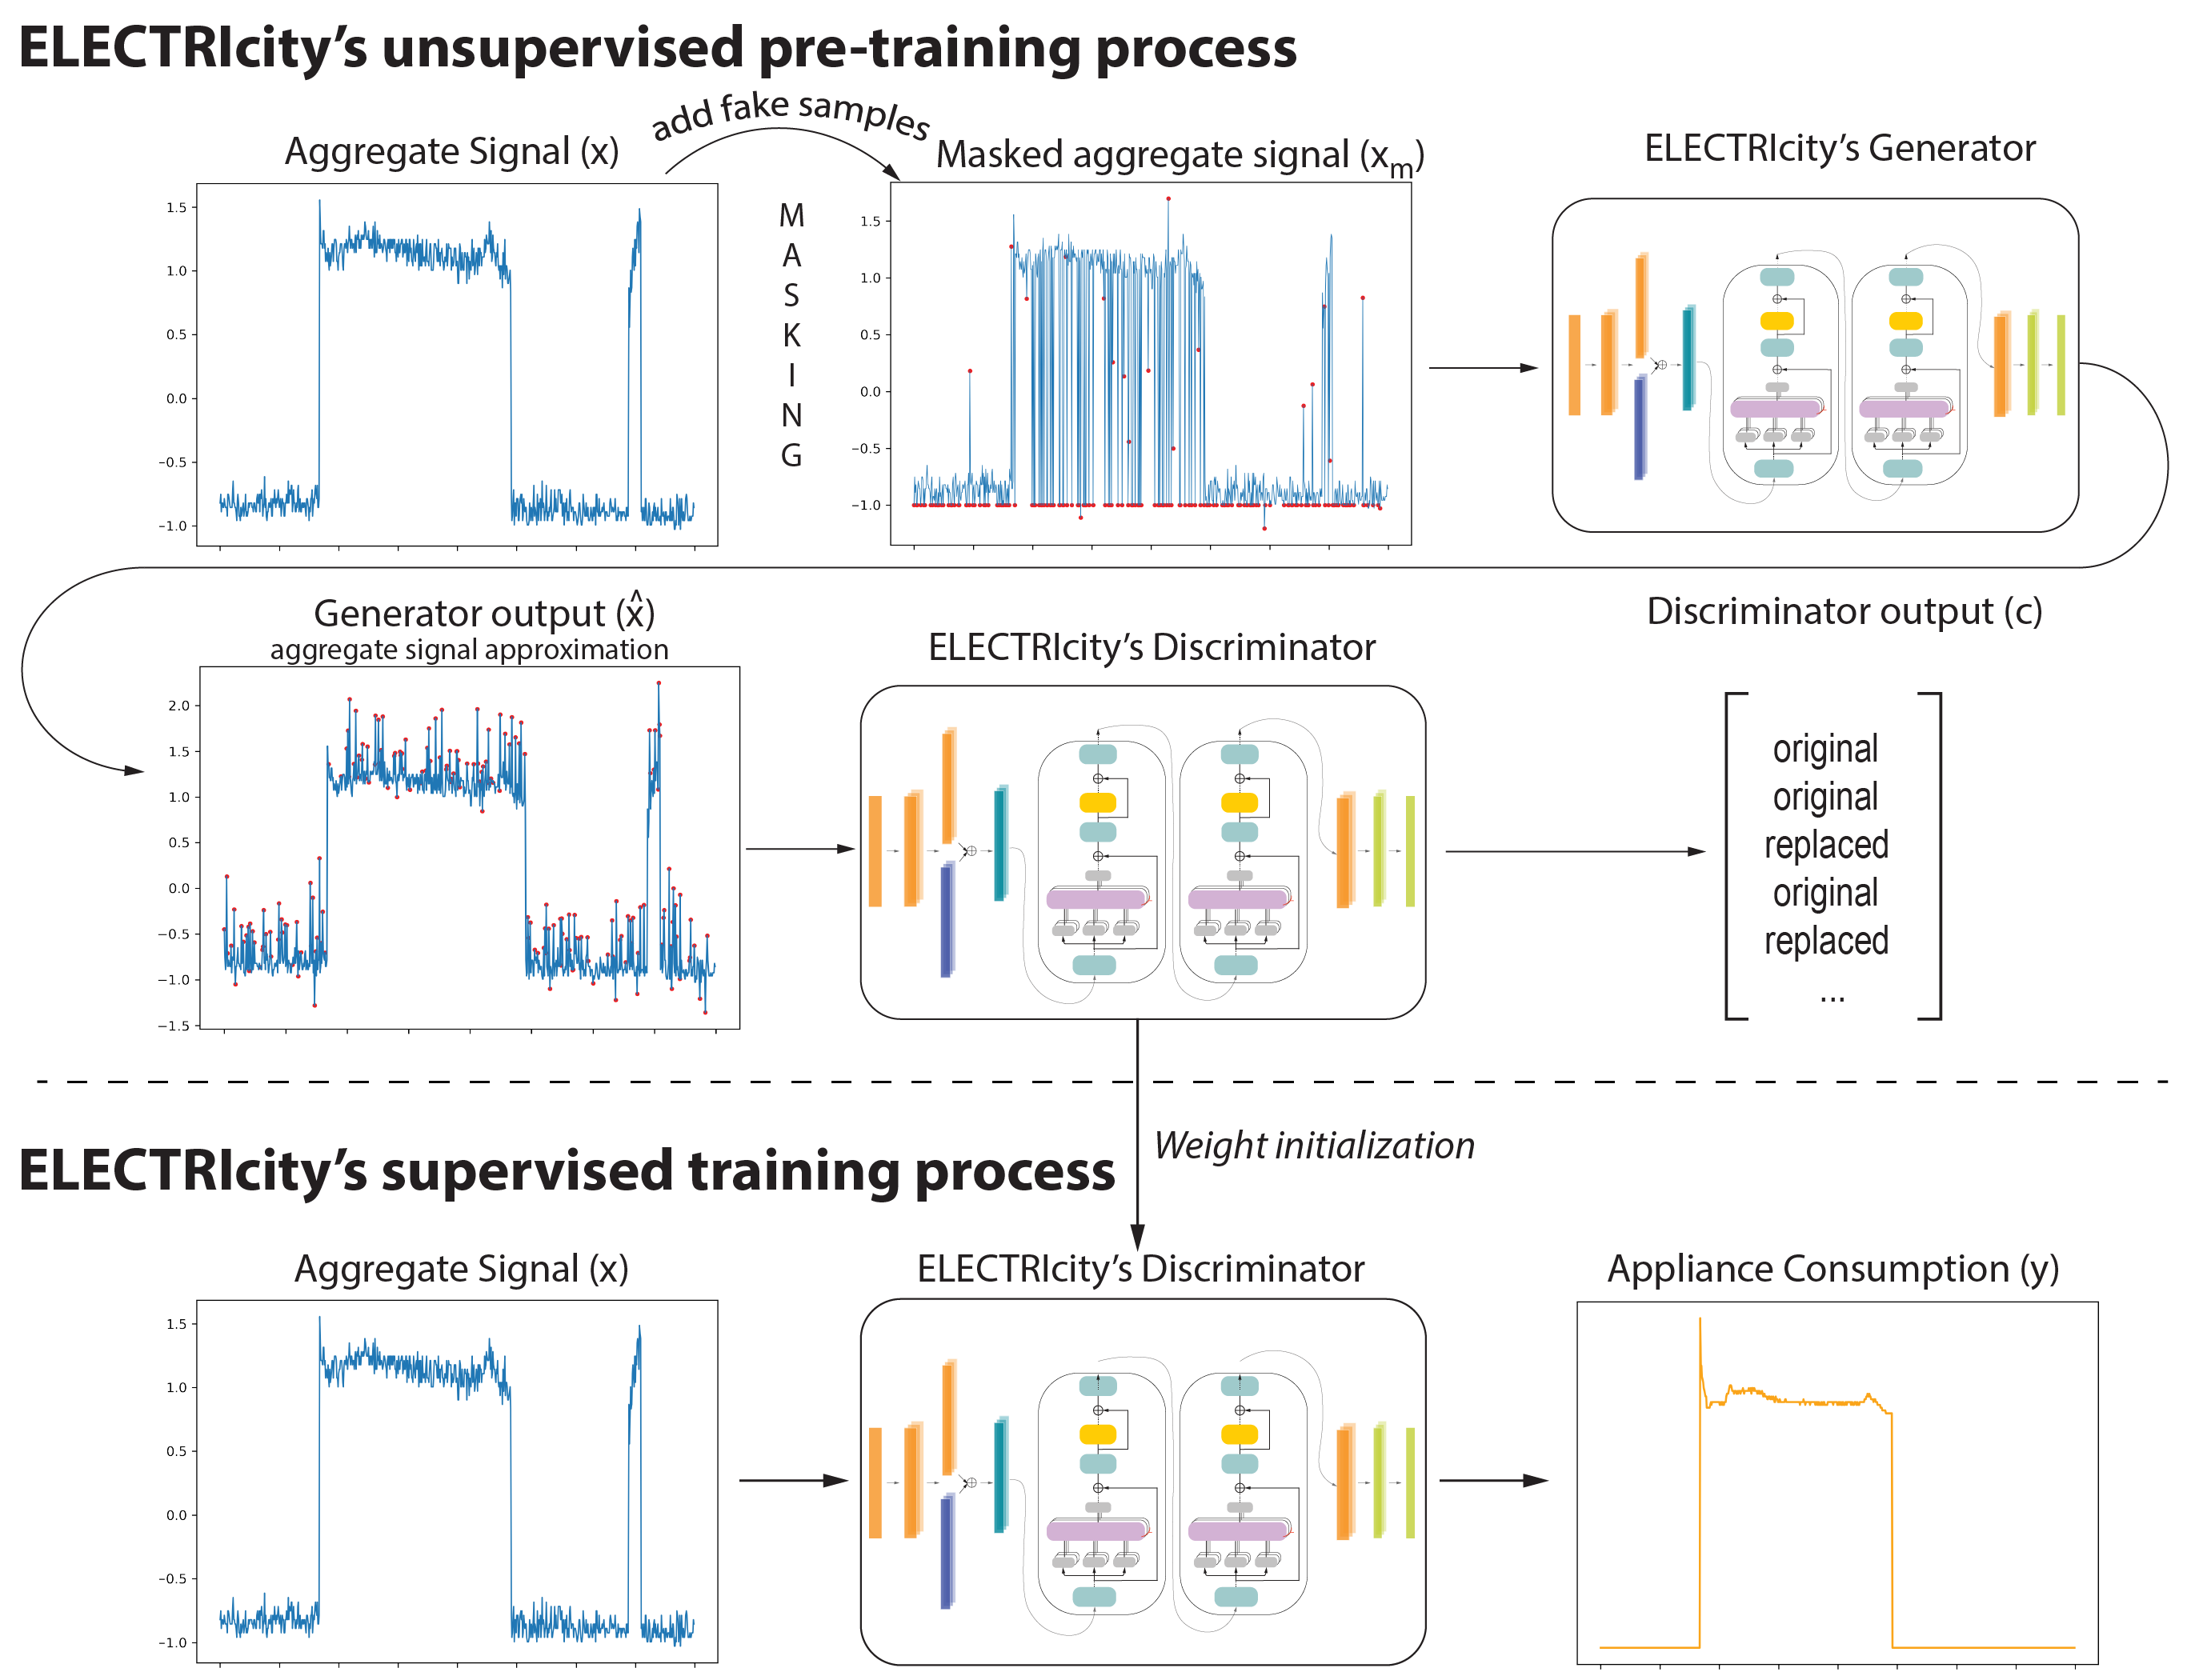 ELECTRIcity's unsupervised pre-training process
add fake samples
Aggregate Signal (x)
Masked aggregate signal (xm)
ELECTRIcity's Generator
1.5
1.0
0.5
0.0
−0.5
−1.0
MASKING
1.5
1.0
0.5
0.0
−0.5
−1.0
Generator output (x̂)
aggregate signal approximation
ELECTRIcity's Discriminator
Discriminator output (c)
2.0
1.5
1.0
0.5
0.0
−0.5
−1.0
−1.5
original
original
replaced
original
replaced
...
Weight initialization
ELECTRIcity's supervised training process
Aggregate Signal (x)
ELECTRIcity's Discriminator
Appliance Consumption (y)
1.5
1.0
0.5
0.0
−0.5
−1.0